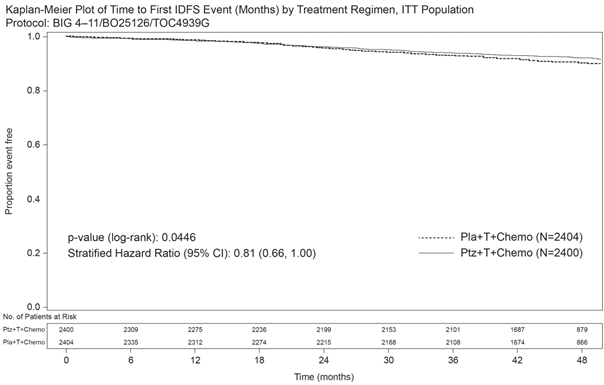 Kaplan-Meier Plot of Time to First IDFS Event (Months) by Treatment Regimen, ITT Population
Protocol: BIG 4–11/BO25126/TOC4939G
1.0
0.8
0.6
0.4
0.2
0.0
Proportion event free
p-value (log-rank): 0.0446
Stratified Hazard Ratio (95% CI): 0.81 (0.66, 1.00)
Pla+T+Chemo (N=2404)
Ptz+T+Chemo (N=2400)
No. of Patients at Risk
Ptz+T+Chemo 2400 2309 2275 2236 2199 2153 2101 1687 879
Pla+T+Chemo 2404 2335 2312 2274 2215 2168 2108 1674 866
0 6 12 18 24 30 36 42 48
Time (months)